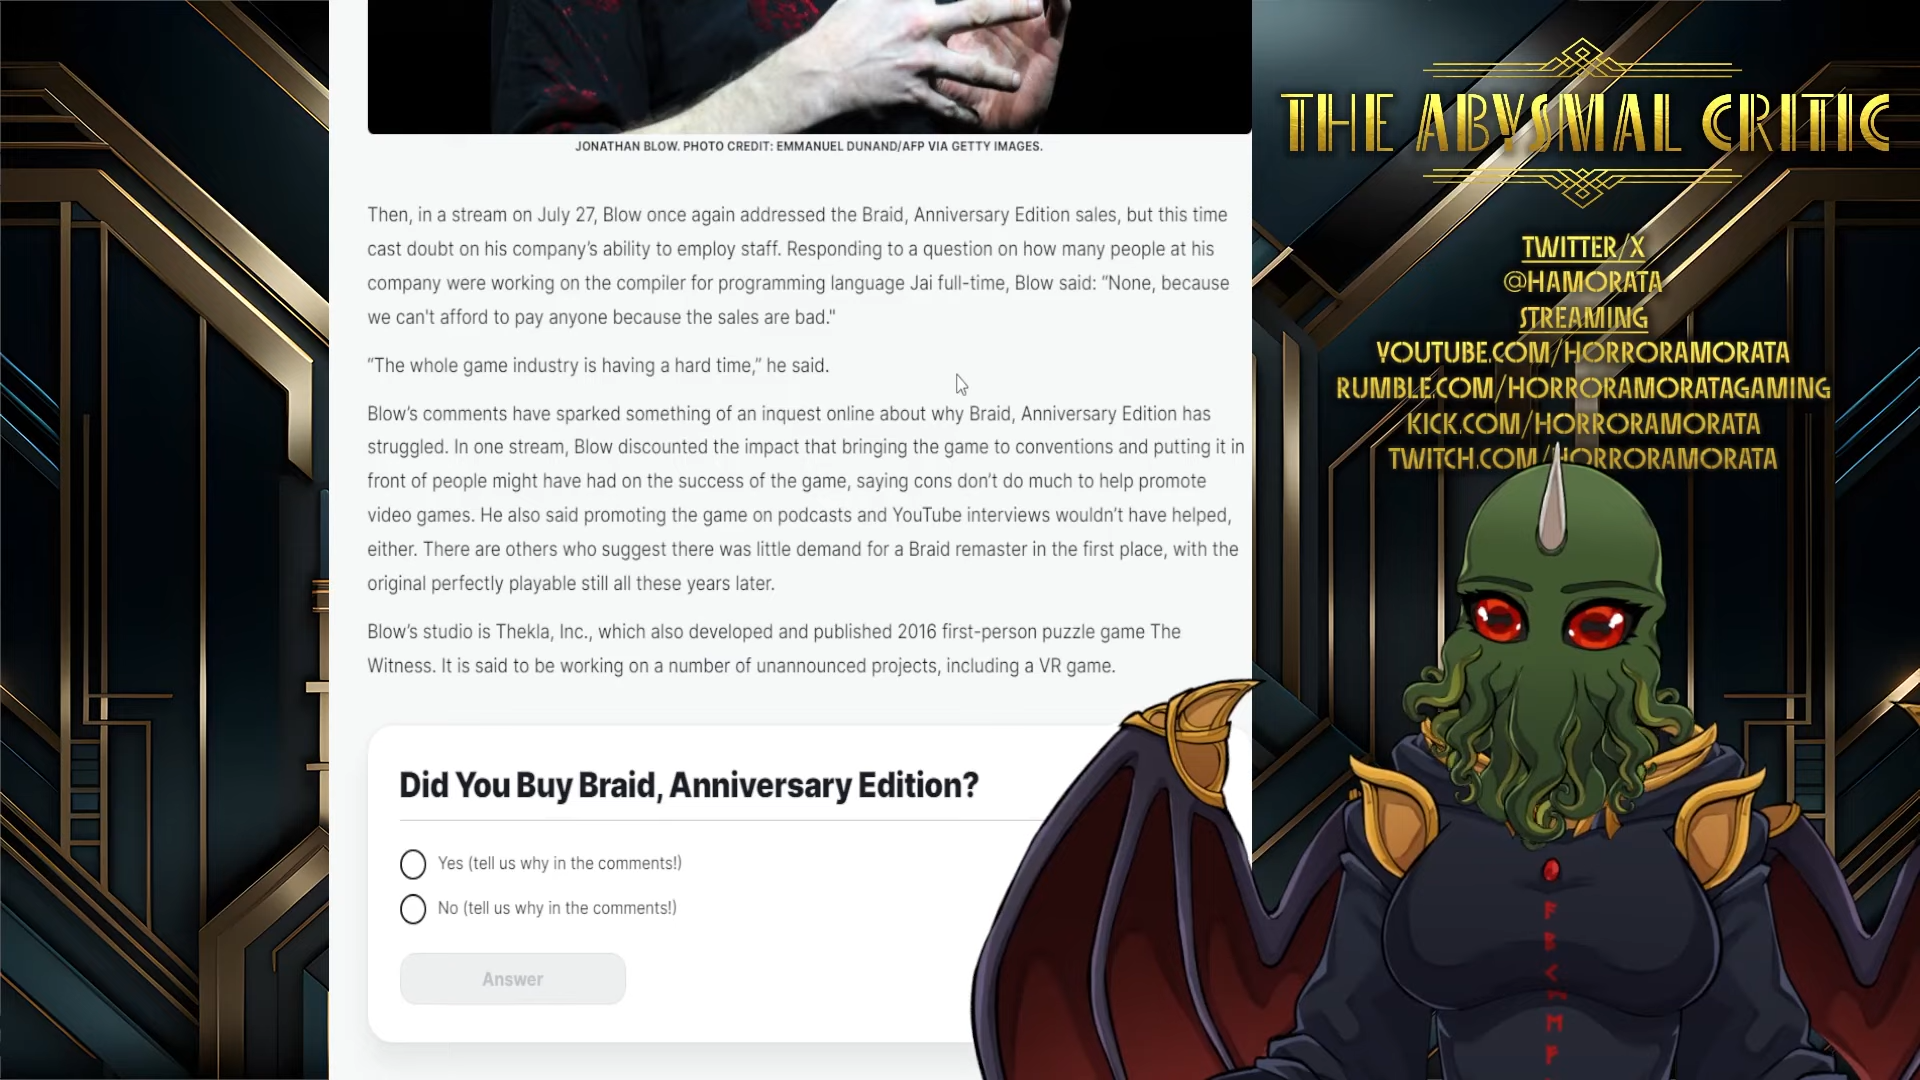 JONATHAN BLOW. PHOTO CREDIT: EMMANUEL DUNAND/AFP VIA GETTY IMAGES.
Then, in a stream on July 27, Blow once again addressed the Braid, Anniversary Edition sales, but this time
cast doubt on his company’s ability to employ staff. Responding to a question on how many people at his
company were working on the compiler for programming language Jai full-time, Blow said: “None, because
we can't afford to pay anyone because the sales are bad."
“The whole game industry is having a hard time,” he said.
Blow’s comments have sparked something of an inquest online about why Braid, Anniversary Edition has
struggled. In one stream, Blow discounted the impact that bringing the game to conventions and putting it in
front of people might have had on the success of the game, saying cons don’t do much to help promote
video games. He also said promoting the game on podcasts and YouTube interviews wouldn’t have helped,
either. There are others who suggest there was little demand for a Braid remaster in the first place, with the
original perfectly playable still all these years later.
Blow’s studio is Thekla, Inc., which also developed and published 2016 first-person puzzle game The
Witness. It is said to be working on a number of unannounced projects, including a VR game.
Did You Buy Braid, Anniversary Edition?
Yes (tell us why in the comments!)
No (tell us why in the comments!)
Answer
THE ABYSMAL CRITIC
TWITTER/X
@HAMORATA
STREAMING
YOUTUBE.COM/HORRORAMORATA
RUMBLE.COM/HORRORAMORATAGAMING
KICK.COM/HORRORAMORATA
TWITCH.COM/HORRORAMORATA